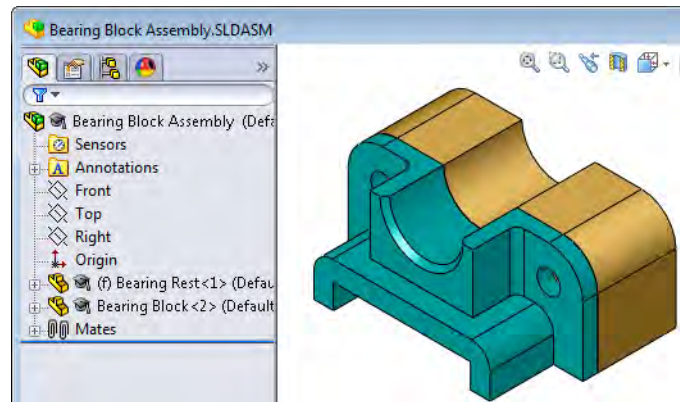 Bearing Block Assembly.SLDASM
»
Bearing Block Assembly (Defa
Sensors
A Annotations
Front
Top
Right
Origin
(f) Bearing Rest<1> (Defau
Bearing Block<2> (Default
Mates